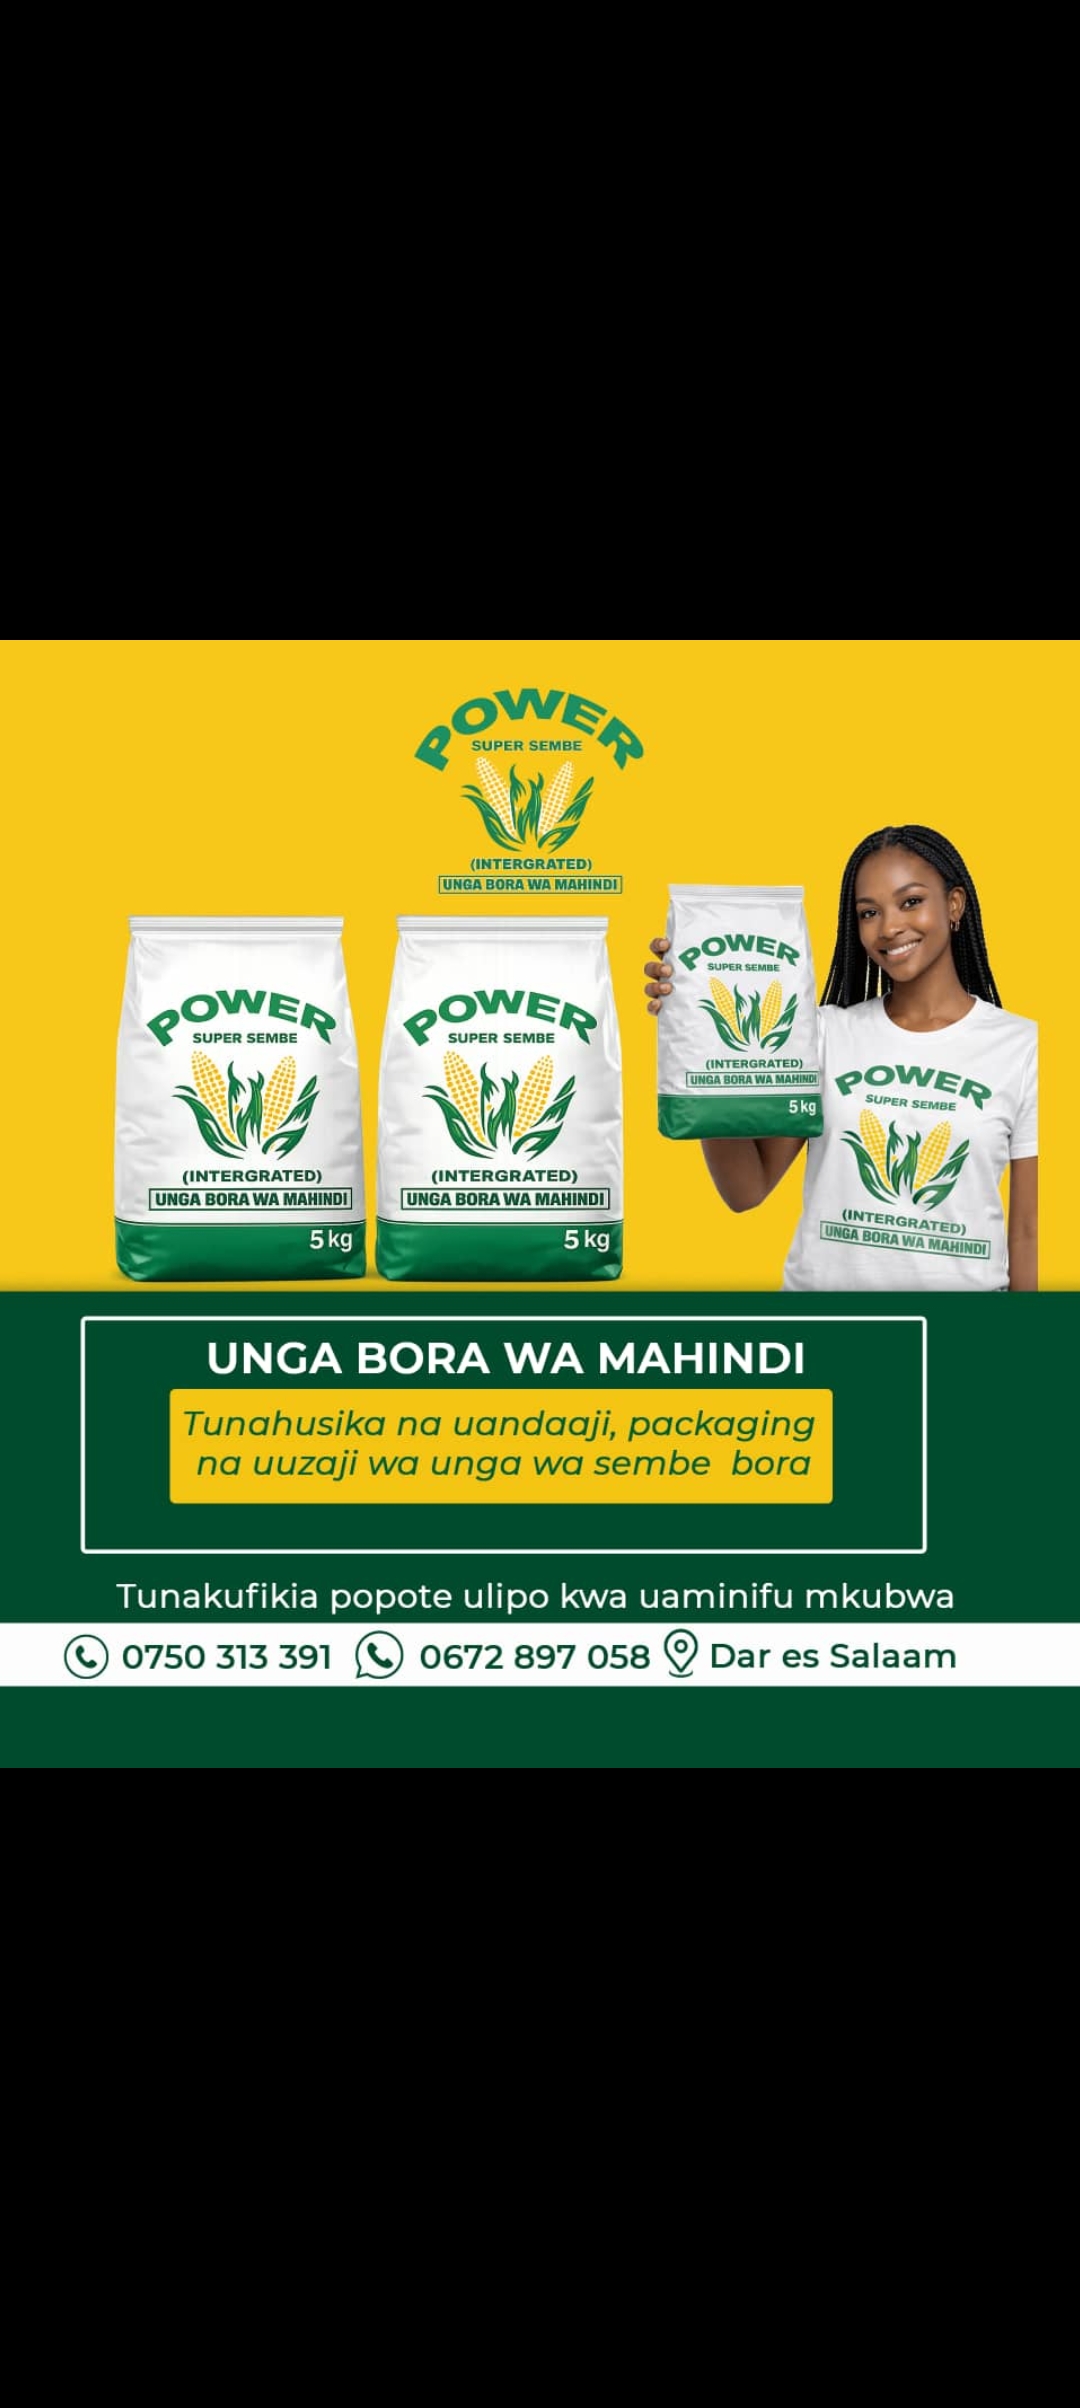 POWER
SUPER SEMBE
(INTERGRATED)
UNGA BORA WA MAHINDI
POWER
SUPER SEMBE
(INTERGRATED)
UNGA BORA WA MAHINDI
5 kg
POWER
SUPER SEMBE
(INTERGRATED)
UNGA BORA WA MAHINDI
5 kg
POWER
SUPER SEMBE
(INTERGRATED)
UNGA BORA WA MAHINDI
5 kg
POWER
SUPER SEMBE
(INTERGRATED)
UNGA BORA WA MAHINDI
UNGA BORA WA MAHINDI
Tunahusika na uandaaji, packaging
na uuzaji wa unga wa sembe bora
Tunakufikia popote ulipo kwa uaminifu mkubwa
0750 313 391 0672 897 058 Dar es Salaam